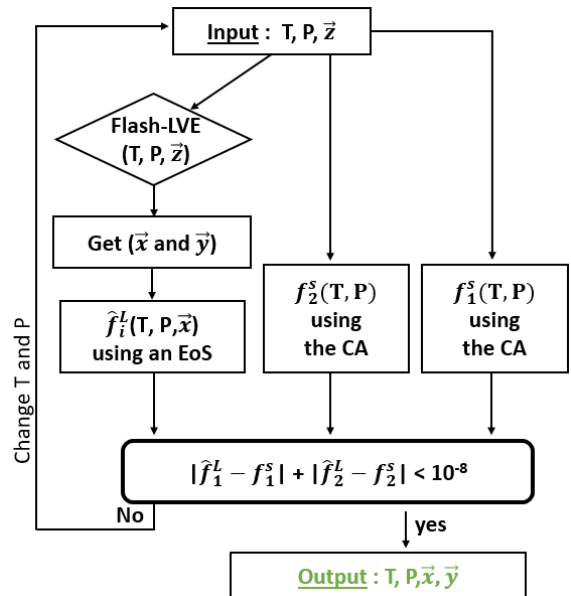 Input : T, P, z⃗
Flash-LVE
(T, P, z⃗)
Get (x⃗ and y⃗)
f̂ᵢᴸ(T, P,x⃗)
using an EoS
f₂ˢ(T, P)
using
the CA
f₁ˢ(T, P)
using
the CA
Change T and P
|f̂₁ᴸ − f₁ˢ| + |f̂₂ᴸ − f₂ˢ| < 10⁻⁸
No
yes
Output : T, P,x⃗, y⃗